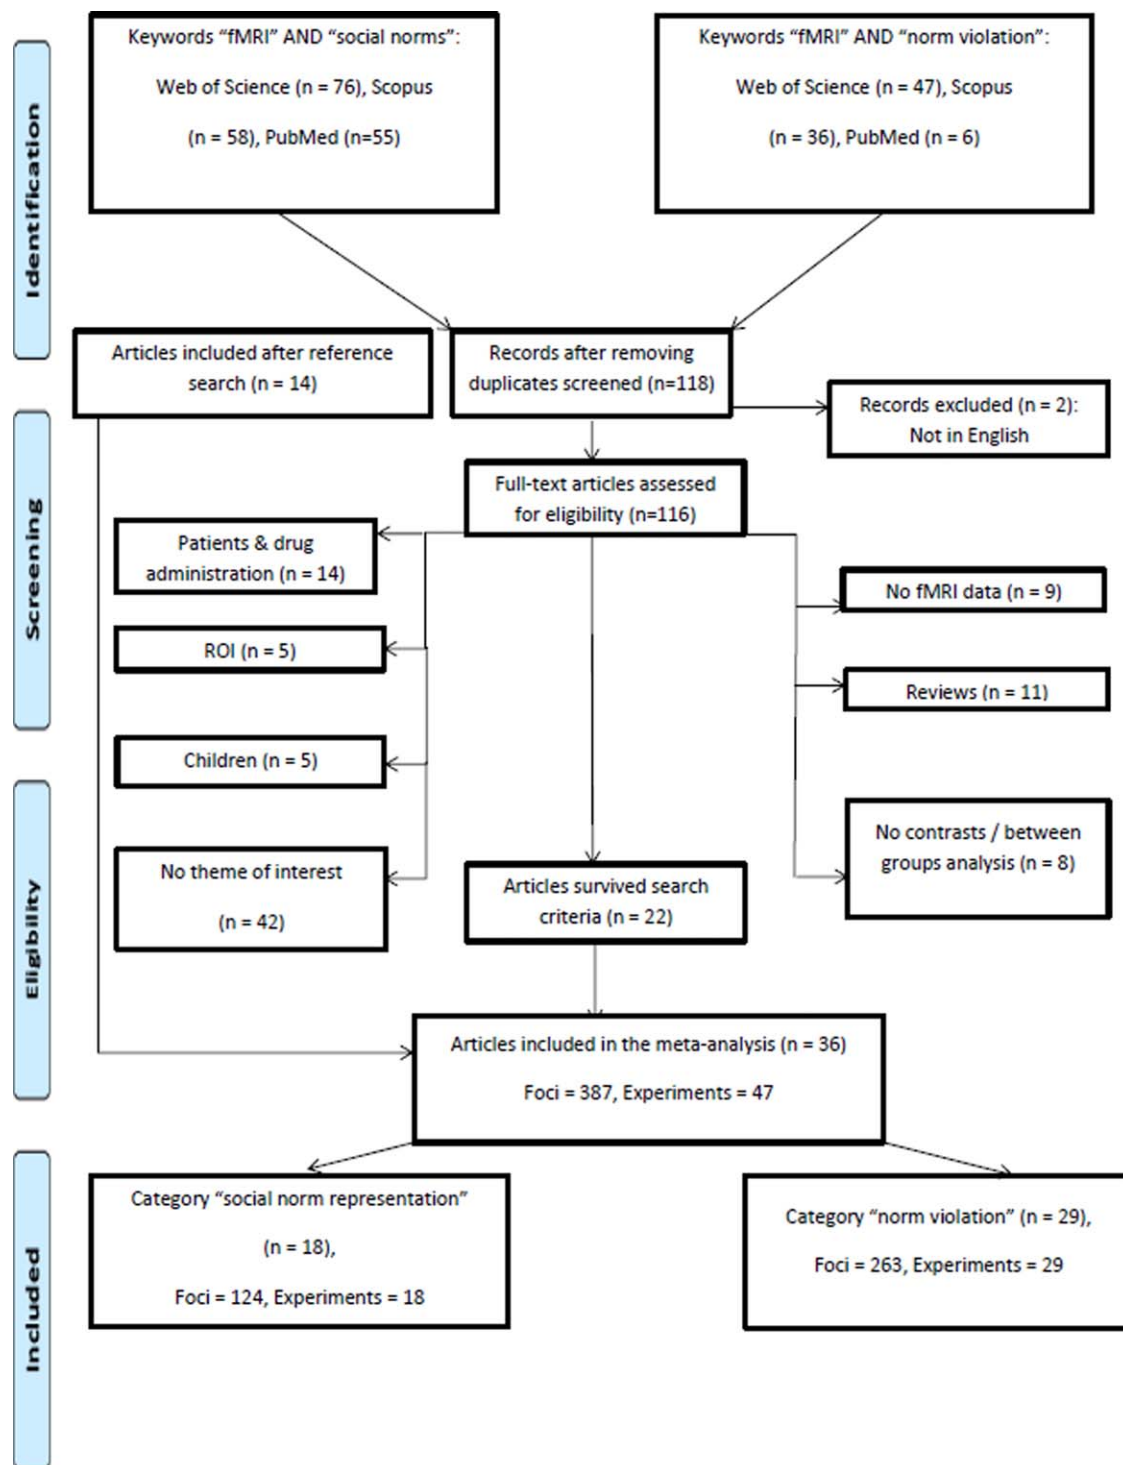 Identification
Keywords “fMRI” AND “social norms”:
Web of Science (n = 76), Scopus
(n = 58), PubMed (n=55)
Keywords “fMRI” AND “norm violation”:
Web of Science (n = 47), Scopus
(n = 36), PubMed (n = 6)
Articles included after reference
search (n = 14)
Records after removing
duplicates screened (n=118)
Records excluded (n = 2):
Not in English
Screening
Full-text articles assessed
for eligibility (n=116)
Patients & drug
administration (n = 14)
ROI (n = 5)
Children (n = 5)
No theme of interest
(n = 42)
No fMRI data (n = 9)
Reviews (n = 11)
No contrasts / between
groups analysis (n = 8)
Eligibility
Articles survived search
criteria (n = 22)
Articles included in the meta-analysis (n = 36)
Foci = 387, Experiments = 47
Included
Category “social norm representation”
(n = 18),
Foci = 124, Experiments = 18
Category “norm violation” (n = 29),
Foci = 263, Experiments = 29